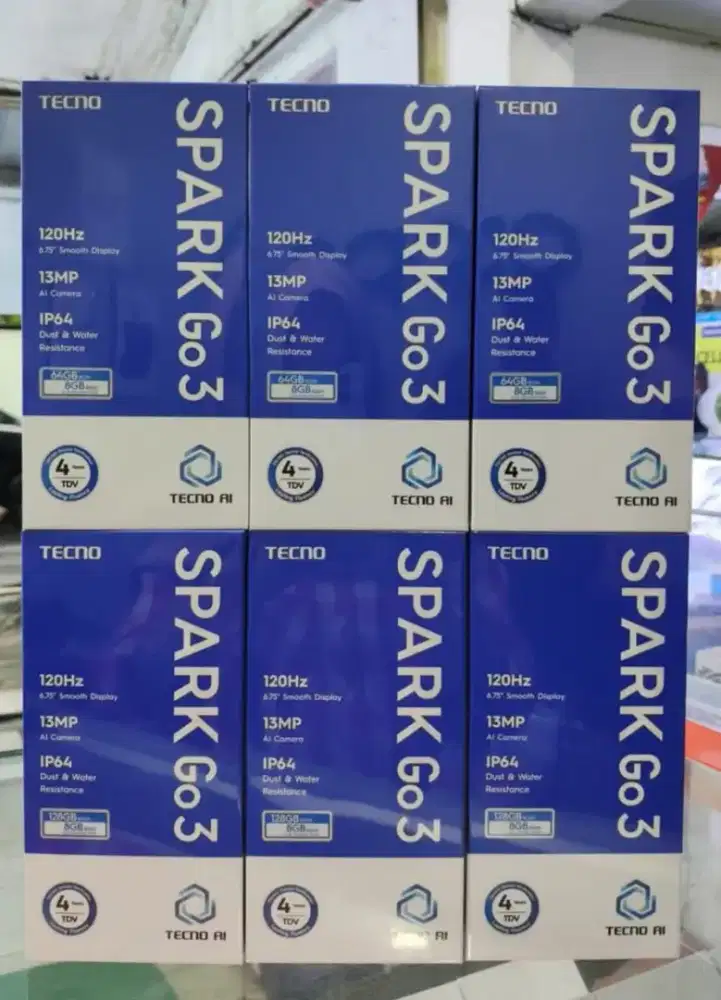 TECNO
SPARK Go 3
120Hz
6.75" Smooth Display
13MP
AI Camera
IP64
Dust & Water
Resistance
64GB
8GB
4 Years
TDV
TECNO AI
TECNO
SPARK Go 3
120Hz
6.75" Smooth Display
13MP
AI Camera
IP64
Dust & Water
Resistance
64GB
8GB
4 Years
TDV
TECNO AI
TECNO
SPARK Go 3
120Hz
6.75" Smooth Display
13MP
AI Camera
IP64
Dust & Water
Resistance
64GB
8GB
4 Years
TDV
TECNO AI
TECNO
SPARK Go 3
120Hz
6.75" Smooth Display
13MP
AI Camera
IP64
Dust & Water
Resistance
128GB
8GB
4 Years
TDV
TECNO AI
TECNO
SPARK Go 3
120Hz
6.75" Smooth Display
13MP
AI Camera
IP64
Dust & Water
Resistance
128GB
8GB
4 Years
TDV
TECNO AI
TECNO
SPARK Go 3
120Hz
6.75" Smooth Display
13MP
AI Camera
IP64
Dust & Water
Resistance
128GB
8GB
4 Years
TDV
TECNO AI